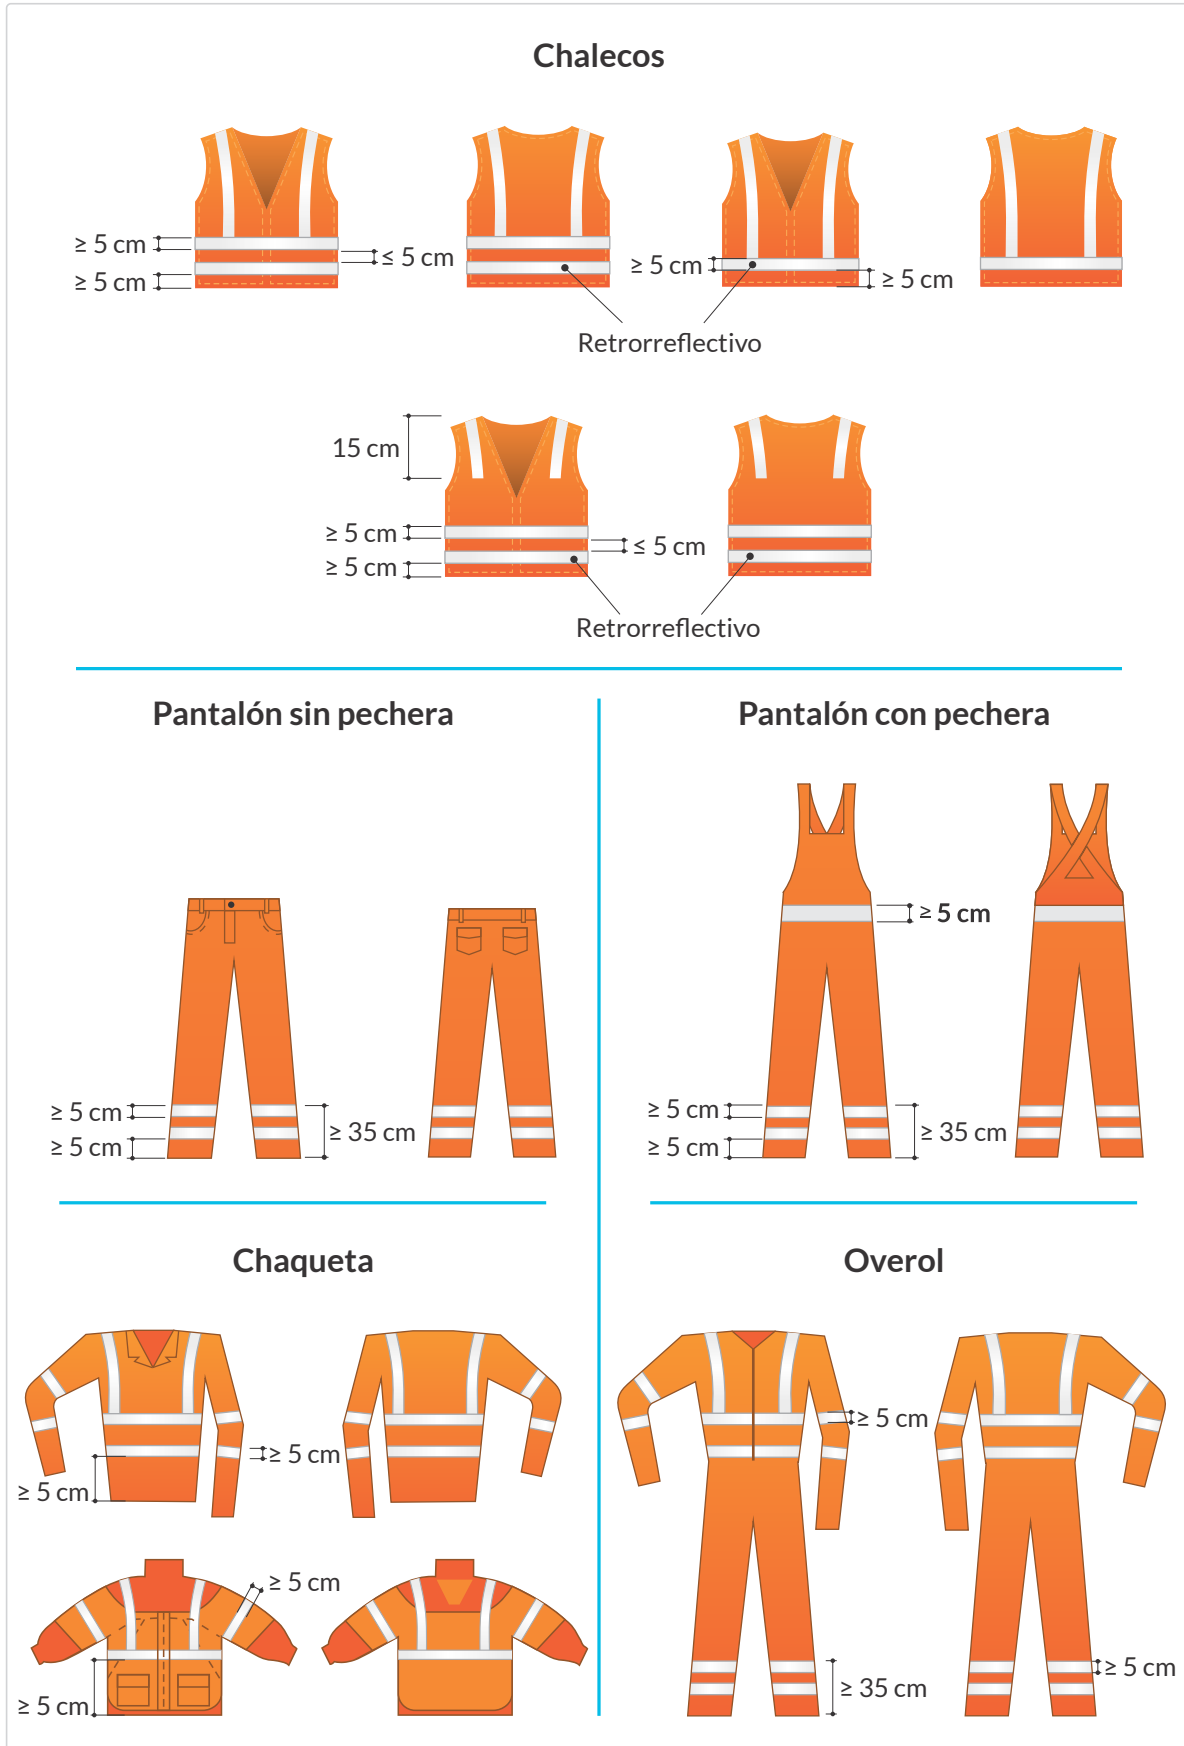 Chalecos
≥ 5 cm
≤ 5 cm
≥ 5 cm
≥ 5 cm
≥ 5 cm
Retrorreflectivo
15 cm
≥ 5 cm
≤ 5 cm
≥ 5 cm
Retrorreflectivo
Pantalón sin pechera
≥ 5 cm
≥ 35 cm
≥ 5 cm
Pantalón con pechera
≥ 5 cm
≥ 5 cm
≥ 35 cm
≥ 5 cm
Chaqueta
≥ 5 cm
≥ 5 cm
≥ 5 cm
≥ 5 cm
Overol
≥ 5 cm
≥ 5 cm
≥ 35 cm